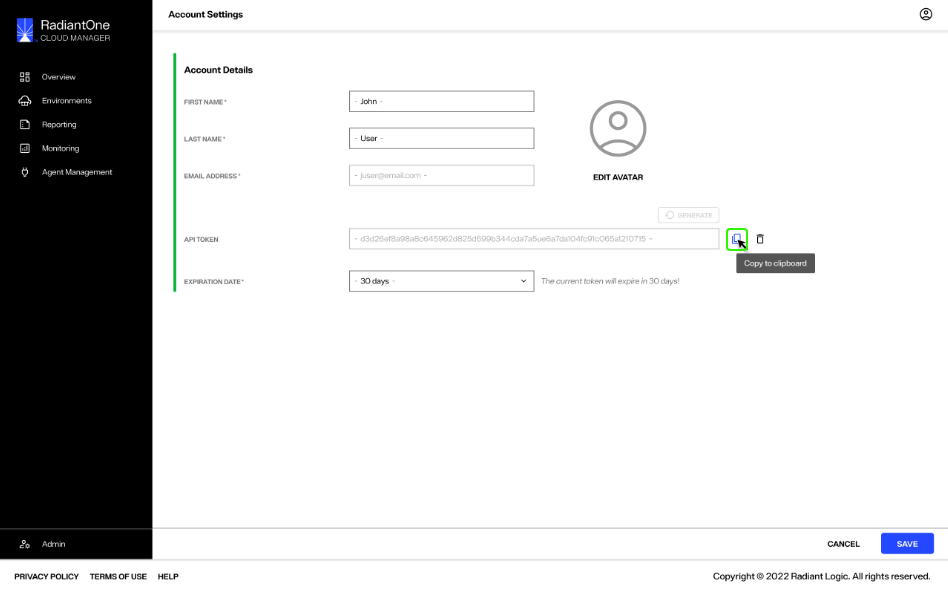 RadiantOne
CLOUD MANAGER
Account Settings
Overview
Environments
Reporting
Monitoring
Agent Management
Account Details
FIRST NAME*
- John -
LAST NAME*
- User -
EMAIL ADDRESS*
- juser@email.com -
EDIT AVATAR
GENERATE
API TOKEN
- d3d26ef8a98a8c645962d825d699b344cda7a5ue6a7da104fc91c065a1210715 -
Copy to clipboard
EXPIRATION DATE*
- 30 days -
The current token will expire in 30 days!
Admin
CANCEL
SAVE
PRIVACY POLICY TERMS OF USE HELP
Copyright © 2022 Radiant Logic. All rights reserved.